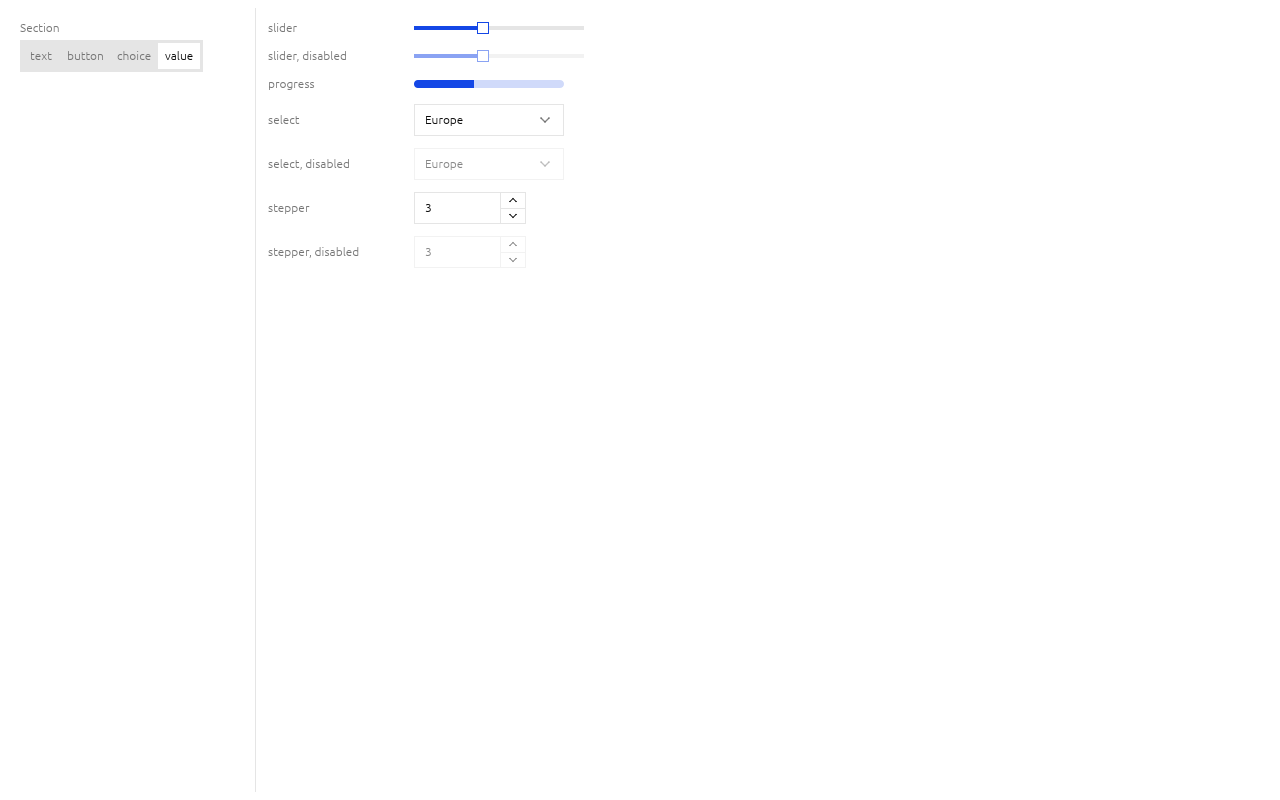 Section
text button choice value
slider
slider, disabled
progress
select Europe
select, disabled Europe
stepper 3
stepper, disabled 3